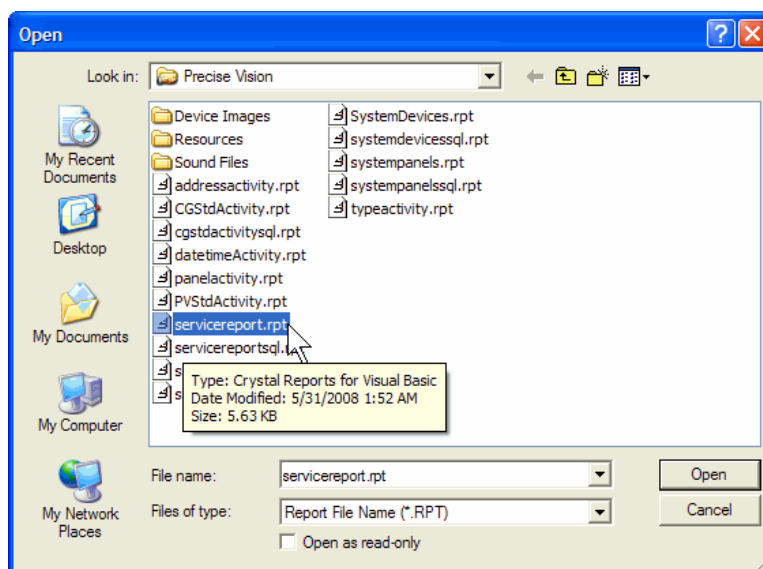 Open
Look in: Precise Vision
My Recent
Documents
Desktop
My Documents
My Computer
My Network
Places
Device Images
Resources
Sound Files
addressactivity.rpt
CGStdActivity.rpt
cgstdactivitysql.rpt
datetimeActivity.rpt
panelactivity.rpt
PVStdActivity.rpt
servicereport.rpt
servicereportsql.
s
s
SystemDevices.rpt
systemdevicessql.rpt
systempanels.rpt
systempanelssql.rpt
typeactivity.rpt
Type: Crystal Reports for Visual Basic
Date Modified: 5/31/2008 1:52 AM
Size: 5.63 KB
File name: servicereport.rpt
Open
Files of type: Report File Name (*.RPT)
Cancel
Open as read-only